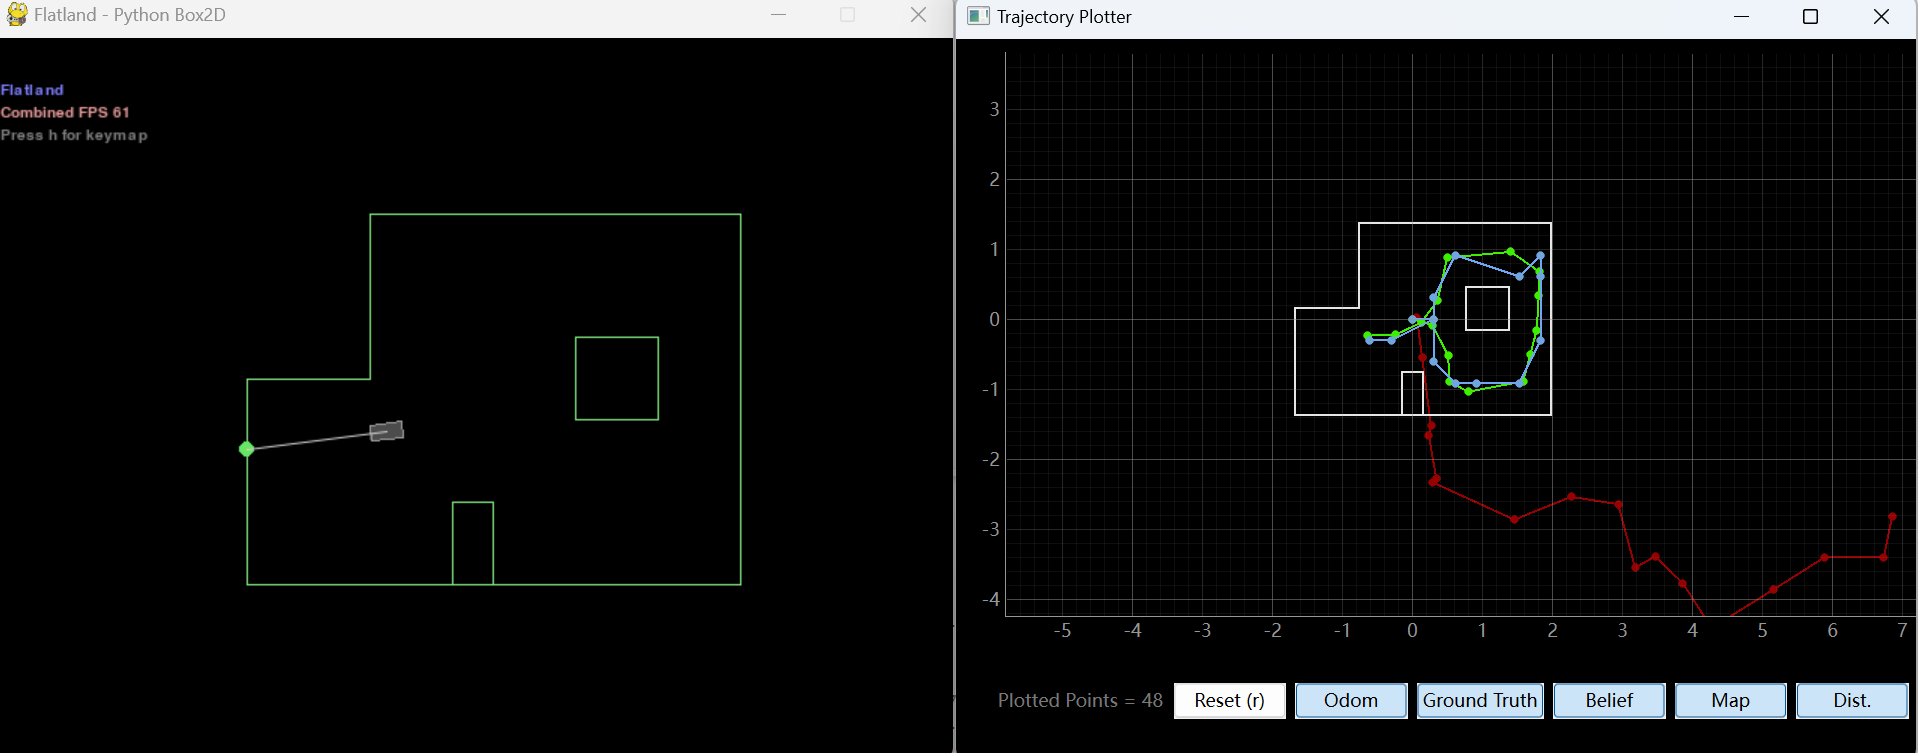 Flatland - Python Box2D
Flatland
Combined FPS 61
Press h for keymap
Trajectory Plotter
3
2
1
0
-1
-2
-3
-4
-5 -4 -3 -2 -1 0 1 2 3 4 5 6 7
Plotted Points = 48 Reset (r) Odom Ground Truth Belief Map Dist.